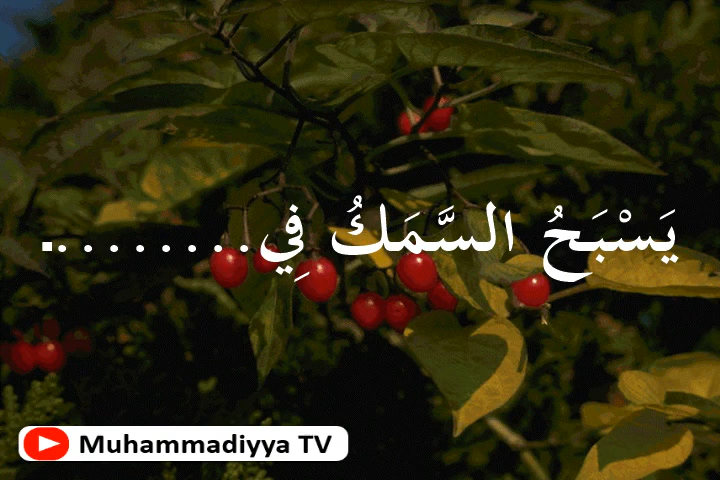 يَسْبَحُ السَّمَكُ فِي.........
Muhammadiyya TV